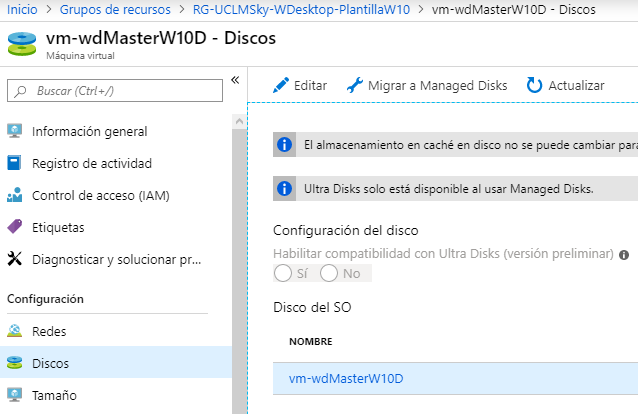 Inicio > Grupos de recursos > RG-UCLMSky-WDesktop-PlantillaW10 > vm-wdMasterW10D - Discos
vm-wdMasterW10D - Discos
Máquina virtual
Buscar (Ctrl+/)
«
Editar
Migrar a Managed Disks
Actualizar
Información general
Registro de actividad
Control de acceso (IAM)
Etiquetas
Diagnosticar y solucionar pr...
Configuración
Redes
Discos
Tamaño
El almacenamiento en caché en disco no se puede cambiar para
Ultra Disks solo está disponible al usar Managed Disks.
Configuración del disco
Habilitar compatibilidad con Ultra Disks (versión preliminar)
Sí No
Disco del SO
NOMBRE
vm-wdMasterW10D